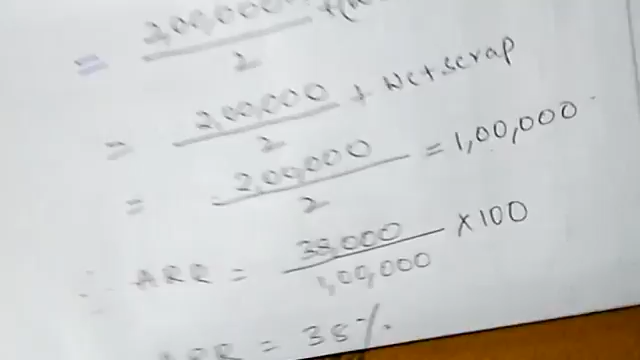 = 2,00,000 / 2
= 2,00,000 / 2 + Net scrap
= 2,00,000 / 2 = 1,00,000
∴ ARR = 38,000 / 1,00,000 × 100
ARR = 38%.